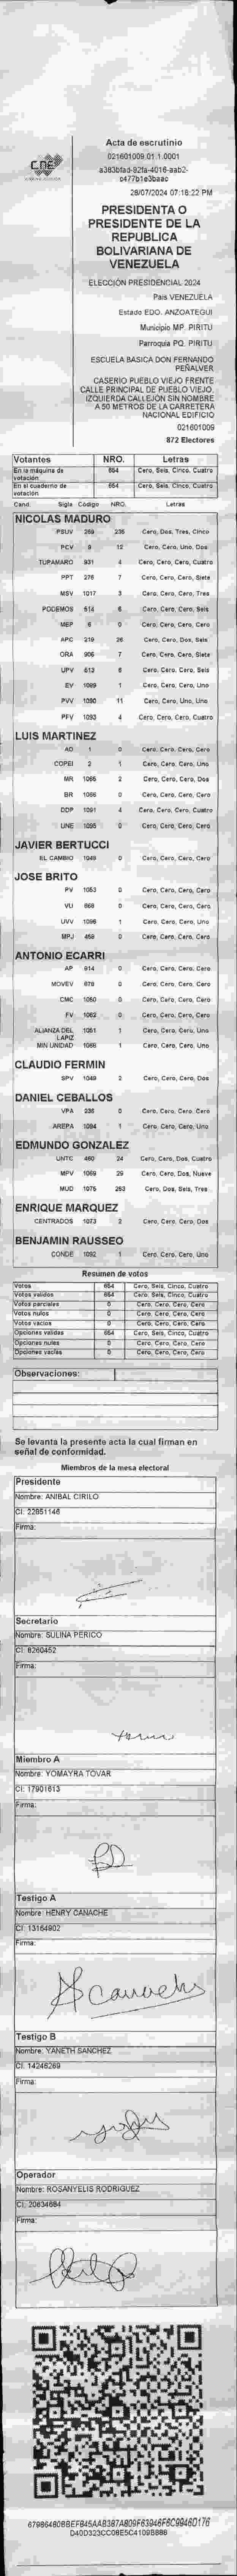 CNE
Acta de escrutinio
021601009.01.1.0001
a383bfad-92fa-4016-aab2-
c477b1e3baac
28/07/2024 07:18:22 PM
PRESIDENTA O
PRESIDENTE DE LA
REPUBLICA
BOLIVARIANA DE
VENEZUELA
ELECCIÓN PRESIDENCIAL 2024
País VENEZUELA
Estado EDO. ANZOATEGUI
Municipio MP. PIRITU
Parroquia PQ. PIRITU
ESCUELA BASICA DON FERNANDO
PEÑALVER
CASERIO PUEBLO VIEJO FRENTE
CALLE PRINCIPAL DE PUEBLO VIEJO.
IZQUIERDA CALLEJÓN SIN NOMBRE
A 50 METROS DE LA CARRETERA
NACIONAL EDIFICIO
021601009
872 Electores
Votantes NRO. Letras
En la máquina de votación 654 Cero, Seis, Cinco, Cuatro
En el cuaderno de votación 654 Cero, Seis, Cinco, Cuatro
Cand. Sigla Código NRO. Letras
NICOLAS MADURO
PSUV 269 235 Cero, Dos, Tres, Cinco
PCV 9 12 Cero, Cero, Uno, Dos
TUPAMARO 931 4 Cero, Cero, Cero, Cuatro
PPT 276 7 Cero, Cero, Cero, Siete
MSV 1017 3 Cero, Cero, Cero, Tres
PODEMOS 514 6 Cero, Cero, Cero, Seis
MEP 6 0 Cero, Cero, Cero, Cero
APC 219 26 Cero, Cero, Dos, Seis
ORA 906 7 Cero, Cero, Cero, Siete
UPV 513 6 Cero, Cero, Cero, Seis
EV 1089 1 Cero, Cero, Cero, Uno
PVV 1090 11 Cero, Cero, Uno, Uno
PFV 1093 4 Cero, Cero, Cero, Cuatro
LUIS MARTINEZ
AD 1 0 Cero, Cero, Cero, Cero
COPEI 2 1 Cero, Cero, Cero, Uno
MR 1065 2 Cero, Cero, Cero, Dos
BR 1086 0 Cero, Cero, Cero, Cero
DDP 1091 4 Cero, Cero, Cero, Cuatro
UNE 1095 0 Cero, Cero, Cero, Cero
JAVIER BERTUCCI
EL CAMBIO 1049 0 Cero, Cero, Cero, Cero
JOSE BRITO
PV 1053 0 Cero, Cero, Cero, Cero
VU 868 0 Cero, Cero, Cero, Cero
UVV 1096 1 Cero, Cero, Cero, Uno
MPJ 459 0 Cero, Cero, Cero, Cero
ANTONIO ECARRI
AP 914 0 Cero, Cero, Cero, Cero
MOVEV 878 0 Cero, Cero, Cero, Cero
CMC 1050 0 Cero, Cero, Cero, Cero
FV 1062 0 Cero, Cero, Cero, Cero
ALIANZA DEL LAPIZ 1051 1 Cero, Cero, Cero, Uno
MIN UNIDAD 1066 1 Cero, Cero, Cero, Uno
CLAUDIO FERMIN
SPV 1048 2 Cero, Cero, Cero, Dos
DANIEL CEBALLOS
VPA 236 0 Cero, Cero, Cero, Cero
AREPA 1094 1 Cero, Cero, Cero, Uno
EDMUNDO GONZALEZ
UNTC 460 24 Cero, Cero, Dos, Cuatro
MPV 1069 29 Cero, Cero, Dos, Nueve
MUD 1075 263 Cero, Dos, Seis, Tres
ENRIQUE MARQUEZ
CENTRADOS 1073 2 Cero, Cero, Cero, Dos
BENJAMIN RAUSSEO
CONDE 1092 1 Cero, Cero, Cero, Uno
Resumen de votos
Votos 654 Cero, Seis, Cinco, Cuatro
Votos validos 654 Cero, Seis, Cinco, Cuatro
Votos parciales 0 Cero, Cero, Cero, Cero
Votos nulos 0 Cero, Cero, Cero, Cero
Votos vacios 0 Cero, Cero, Cero, Cero
Opciones validas 654 Cero, Seis, Cinco, Cuatro
Opciones nulas 0 Cero, Cero, Cero, Cero
Opciones vacias 0 Cero, Cero, Cero, Cero
Observaciones:
Se levanta la presente acta la cual firman en
señal de conformidad.
Miembros de la mesa electoral
Presidente
Nombre: ANIBAL CIRILO
CI: 22851146
Firma:
Secretario
Nombre: SULINA PERICO
CI: 8260452
Firma:
Miembro A
Nombre: YOMAYRA TOVAR
CI: 17901613
Firma:
Testigo A
Nombre: HENRY CANACHE
CI: 13164902
Firma:
Testigo B
Nombre: YANETH SANCHEZ
CI: 14246269
Firma:
Operador
Nombre: ROSANYELIS RODRIGUEZ
CI: 20634684
Firma: